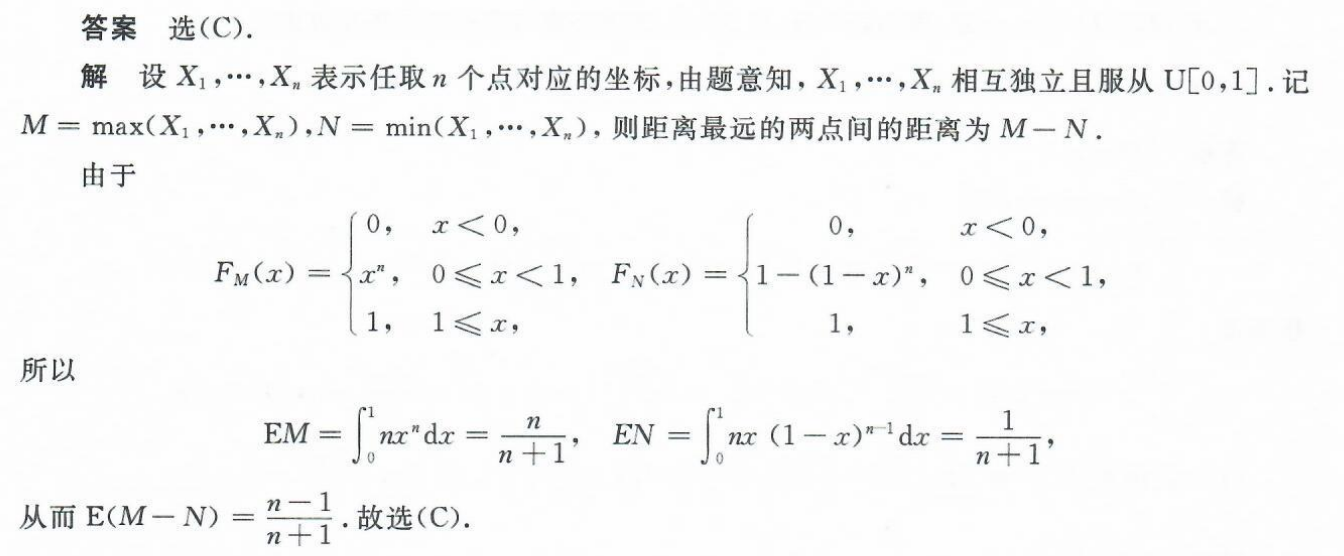 答案 选(C).
解 设 X₁,⋯,Xₙ 表示任取 n 个点对应的坐标,由题意知, X₁,⋯,Xₙ 相互独立且服从 U[0,1].记
M = max(X₁,⋯,Xₙ),N = min(X₁,⋯,Xₙ), 则距离最远的两点间的距离为 M − N.
由于
F_M(x) = { 0, x < 0, xⁿ, 0 ⩽ x < 1, 1, 1 ⩽ x, F_N(x) = { 0, x < 0, 1 − (1 − x)ⁿ, 0 ⩽ x < 1, 1, 1 ⩽ x,
所以
EM = ∫₀¹ nxⁿdx = n/(n+1), EN = ∫₀¹ nx (1 − x)ⁿ⁻¹dx = 1/(n+1),
从而 E(M − N) = (n−1)/(n+1).故选(C).